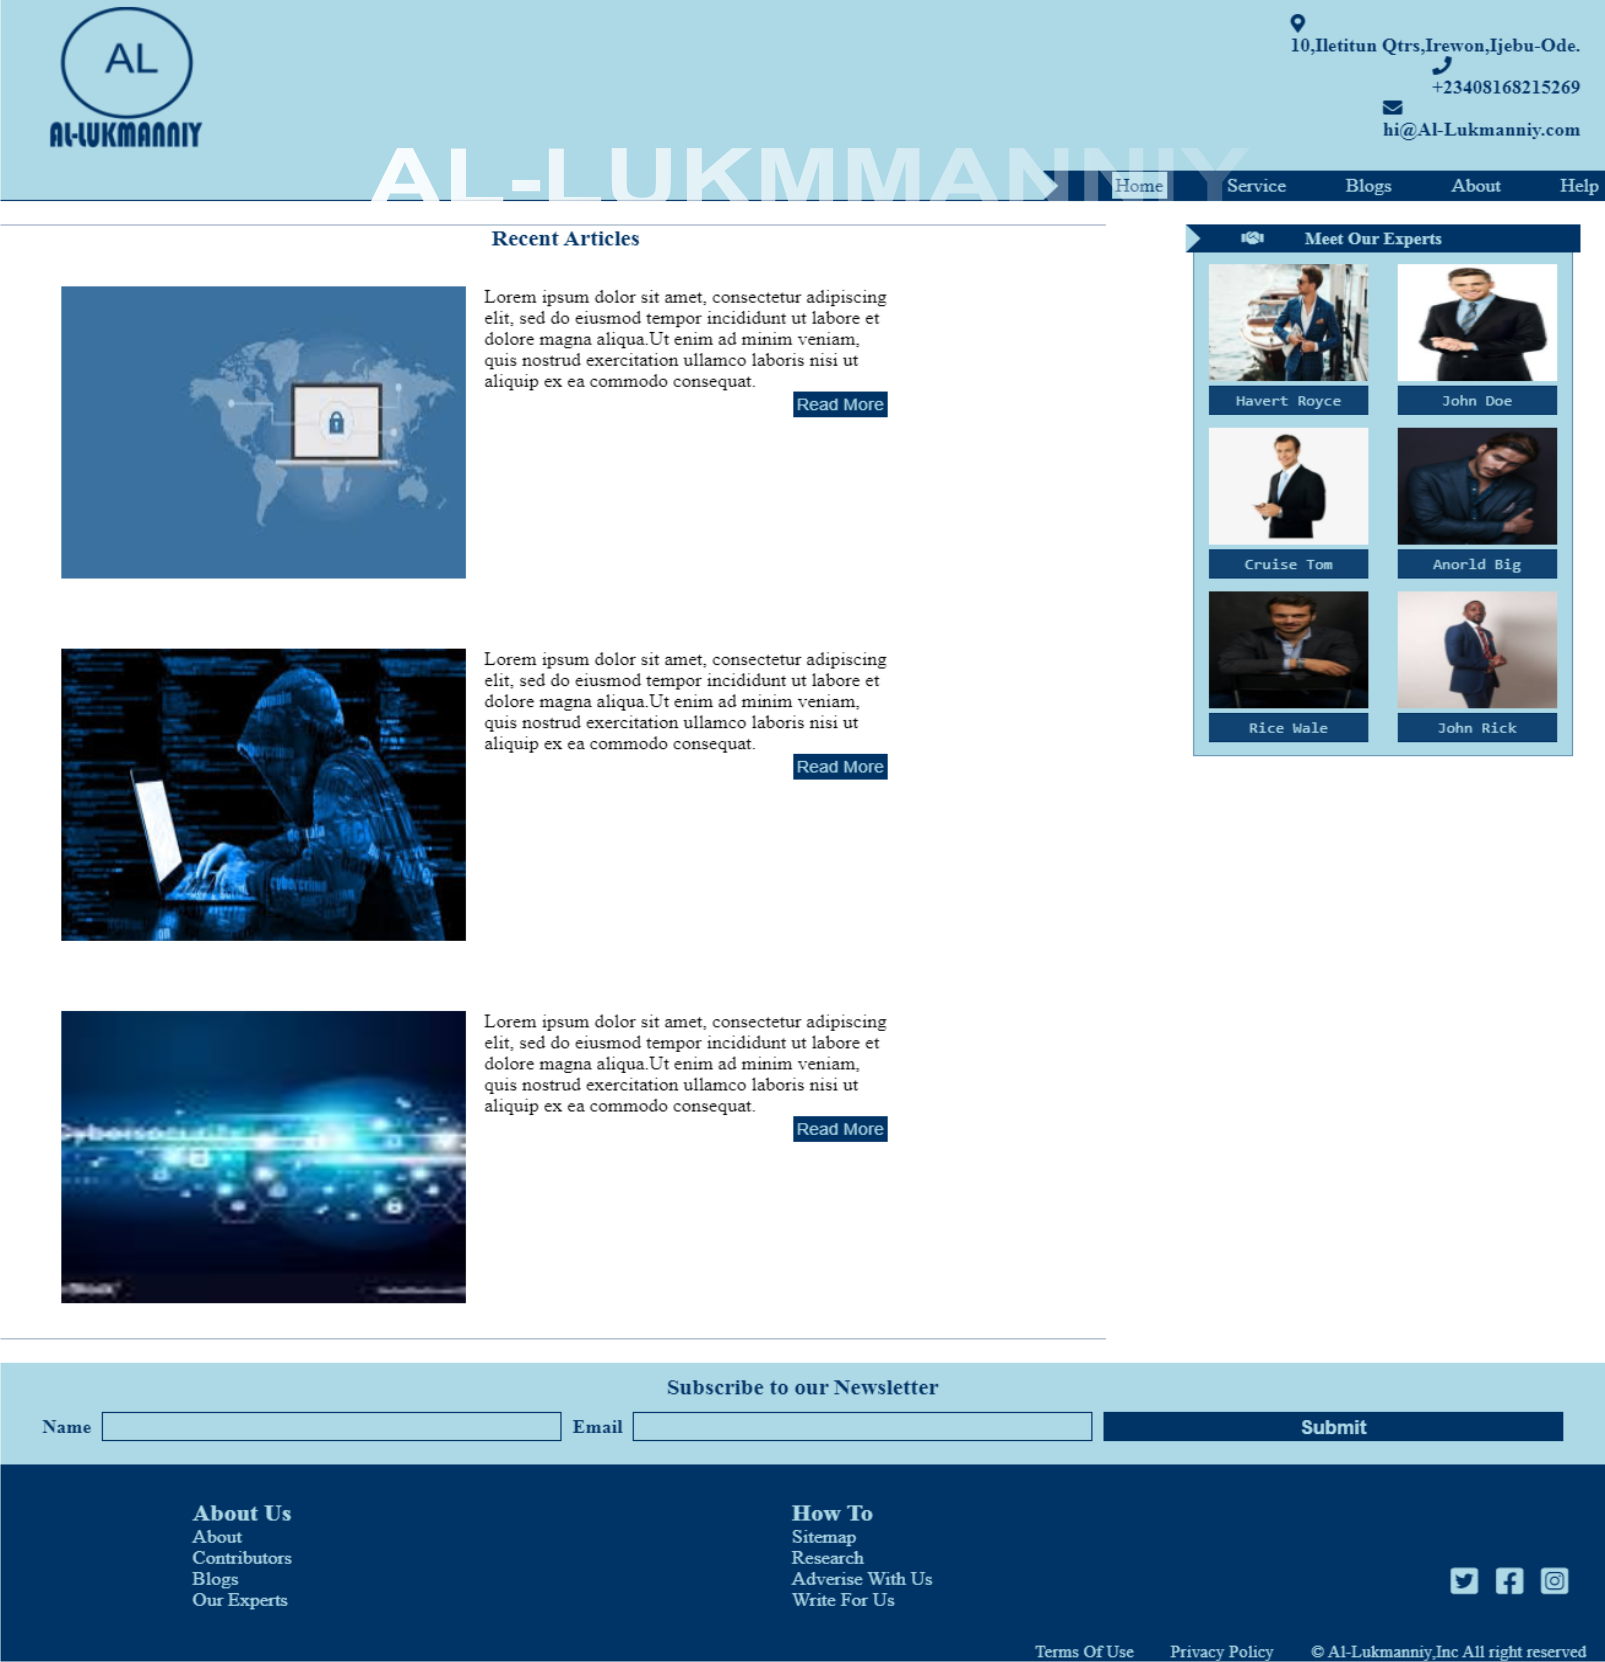 AL
AL-LUKMANNIY
10,Iletitun Qtrs,Irewon,Ijebu-Ode.
+23408168215269
hi@Al-Lukmanniy.com
AL-LUKMMANNIY
Home Service Blogs About Help
Recent Articles
Lorem ipsum dolor sit amet, consectetur adipiscing
elit, sed do eiusmod tempor incididunt ut labore et
dolore magna aliqua.Ut enim ad minim veniam,
quis nostrud exercitation ullamco laboris nisi ut
aliquip ex ea commodo consequat.
Read More
Lorem ipsum dolor sit amet, consectetur adipiscing
elit, sed do eiusmod tempor incididunt ut labore et
dolore magna aliqua.Ut enim ad minim veniam,
quis nostrud exercitation ullamco laboris nisi ut
aliquip ex ea commodo consequat.
Read More
cybercrime
Cybersecurity
Lorem ipsum dolor sit amet, consectetur adipiscing
elit, sed do eiusmod tempor incididunt ut labore et
dolore magna aliqua.Ut enim ad minim veniam,
quis nostrud exercitation ullamco laboris nisi ut
aliquip ex ea commodo consequat.
Read More
Meet Our Experts
Havert Royce
John Doe
Cruise Tom
Anorld Big
Rice Wale
John Rick
Subscribe to our Newsletter
Name Email Submit
About Us
About
Contributors
Blogs
Our Experts
How To
Sitemap
Research
Adverise With Us
Write For Us
Terms Of Use Privacy Policy © Al-Lukmanniy,Inc All right reserved